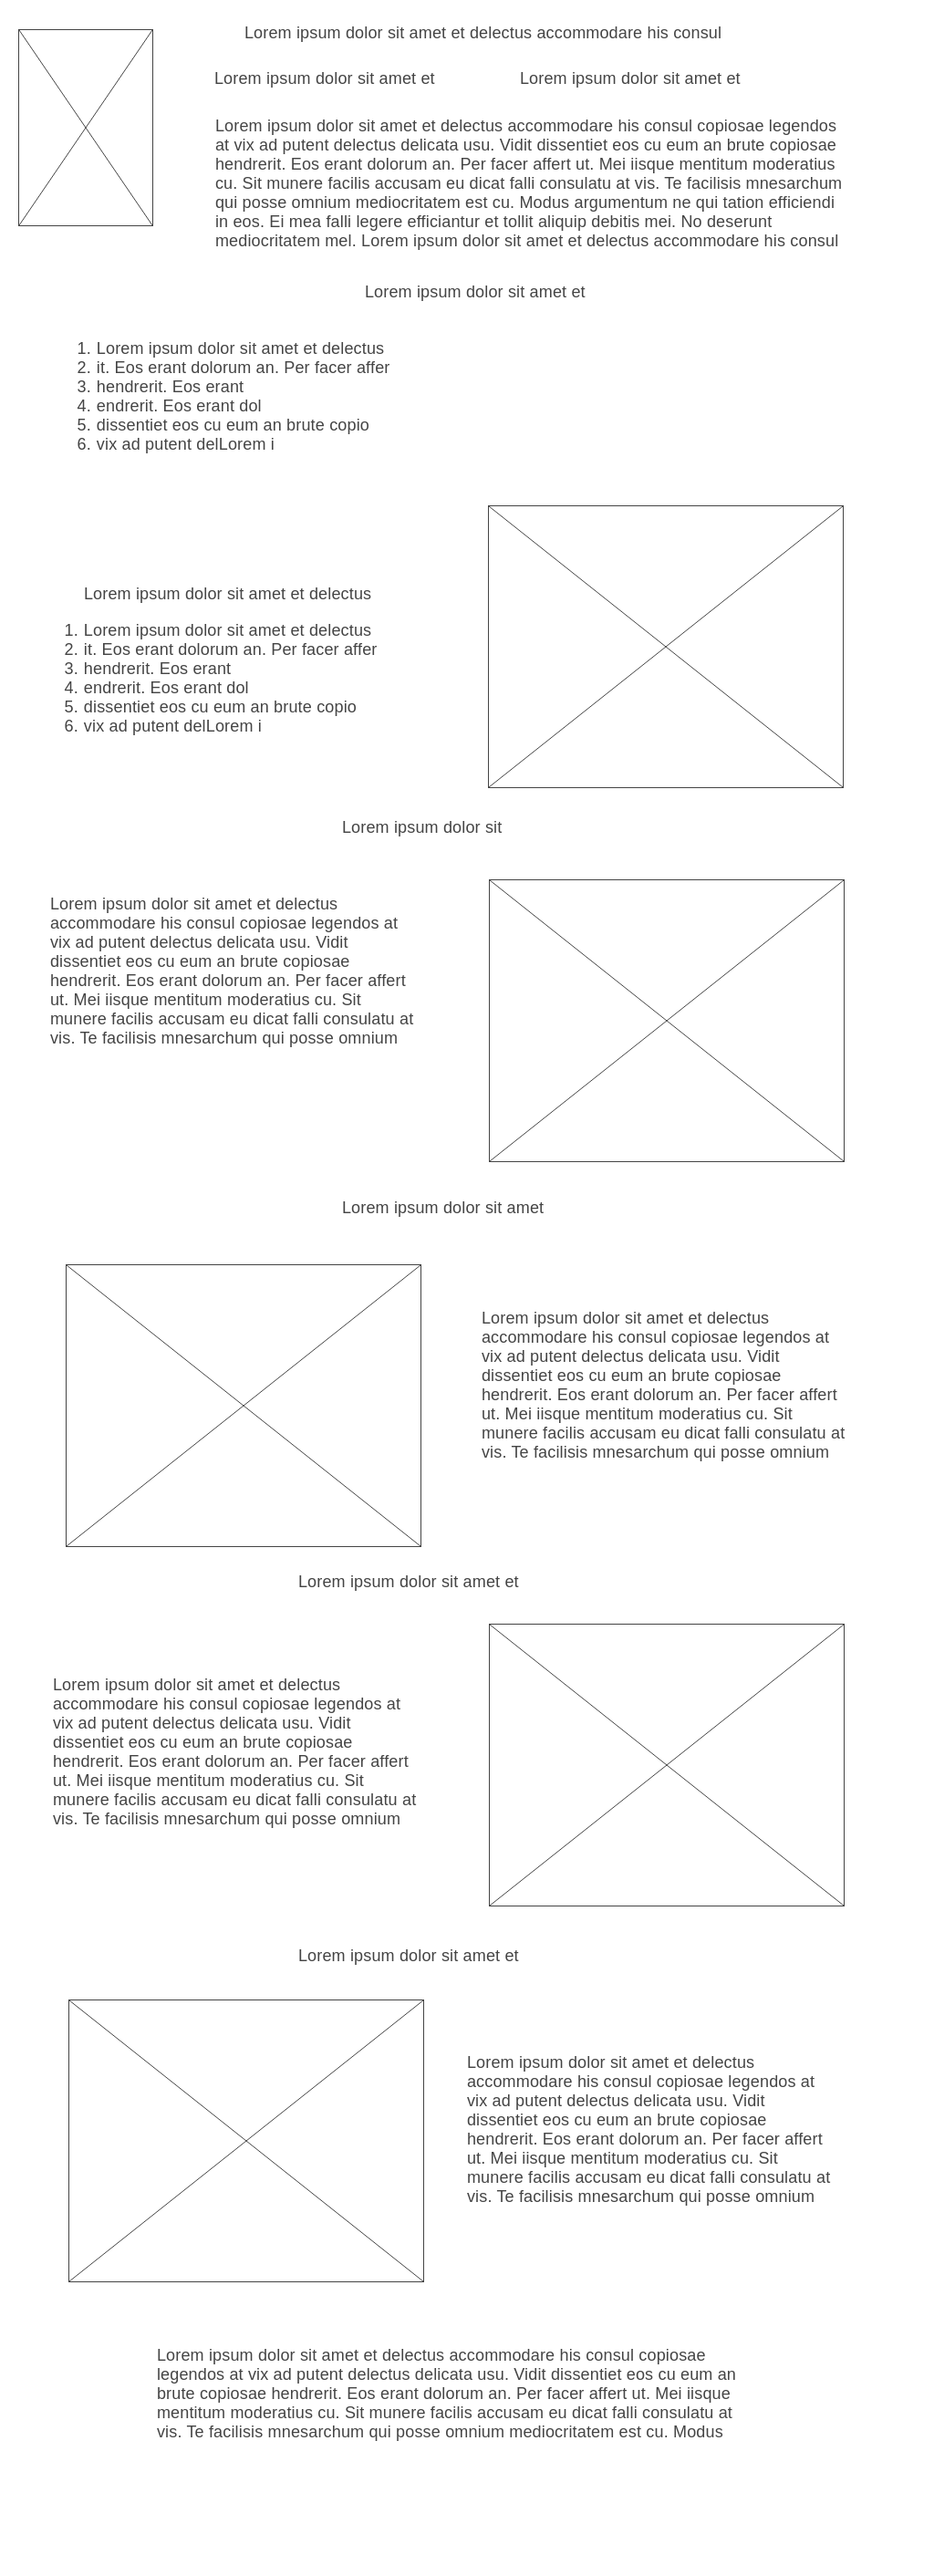 Lorem ipsum dolor sit amet et delectus accommodare his consul
Lorem ipsum dolor sit amet et
Lorem ipsum dolor sit amet et
Lorem ipsum dolor sit amet et delectus accommodare his consul copiosae legendos
at vix ad putent delectus delicata usu. Vidit dissentiet eos cu eum an brute copiosae
hendrerit. Eos erant dolorum an. Per facer affert ut. Mei iisque mentitum moderatius
cu. Sit munere facilis accusam eu dicat falli consulatu at vis. Te facilisis mnesarchum
qui posse omnium mediocritatem est cu. Modus argumentum ne qui tation efficiendi
in eos. Ei mea falli legere efficiantur et tollit aliquip debitis mei. No deserunt
mediocritatem mel. Lorem ipsum dolor sit amet et delectus accommodare his consul
Lorem ipsum dolor sit amet et
1. Lorem ipsum dolor sit amet et delectus
2. it. Eos erant dolorum an. Per facer affer
3. hendrerit. Eos erant
4. endrerit. Eos erant dol
5. dissentiet eos cu eum an brute copio
6. vix ad putent delLorem i
Lorem ipsum dolor sit amet et delectus
1. Lorem ipsum dolor sit amet et delectus
2. it. Eos erant dolorum an. Per facer affer
3. hendrerit. Eos erant
4. endrerit. Eos erant dol
5. dissentiet eos cu eum an brute copio
6. vix ad putent delLorem i
Lorem ipsum dolor sit
Lorem ipsum dolor sit amet et delectus
accommodare his consul copiosae legendos at
vix ad putent delectus delicata usu. Vidit
dissentiet eos cu eum an brute copiosae
hendrerit. Eos erant dolorum an. Per facer affert
ut. Mei iisque mentitum moderatius cu. Sit
munere facilis accusam eu dicat falli consulatu at
vis. Te facilisis mnesarchum qui posse omnium
Lorem ipsum dolor sit amet
Lorem ipsum dolor sit amet et delectus
accommodare his consul copiosae legendos at
vix ad putent delectus delicata usu. Vidit
dissentiet eos cu eum an brute copiosae
hendrerit. Eos erant dolorum an. Per facer affert
ut. Mei iisque mentitum moderatius cu. Sit
munere facilis accusam eu dicat falli consulatu at
vis. Te facilisis mnesarchum qui posse omnium
Lorem ipsum dolor sit amet et
Lorem ipsum dolor sit amet et delectus
accommodare his consul copiosae legendos at
vix ad putent delectus delicata usu. Vidit
dissentiet eos cu eum an brute copiosae
hendrerit. Eos erant dolorum an. Per facer affert
ut. Mei iisque mentitum moderatius cu. Sit
munere facilis accusam eu dicat falli consulatu at
vis. Te facilisis mnesarchum qui posse omnium
Lorem ipsum dolor sit amet et
Lorem ipsum dolor sit amet et delectus
accommodare his consul copiosae legendos at
vix ad putent delectus delicata usu. Vidit
dissentiet eos cu eum an brute copiosae
hendrerit. Eos erant dolorum an. Per facer affert
ut. Mei iisque mentitum moderatius cu. Sit
munere facilis accusam eu dicat falli consulatu at
vis. Te facilisis mnesarchum qui posse omnium
Lorem ipsum dolor sit amet et delectus accommodare his consul copiosae
legendos at vix ad putent delectus delicata usu. Vidit dissentiet eos cu eum an
brute copiosae hendrerit. Eos erant dolorum an. Per facer affert ut. Mei iisque
mentitum moderatius cu. Sit munere facilis accusam eu dicat falli consulatu at
vis. Te facilisis mnesarchum qui posse omnium mediocritatem est cu. Modus